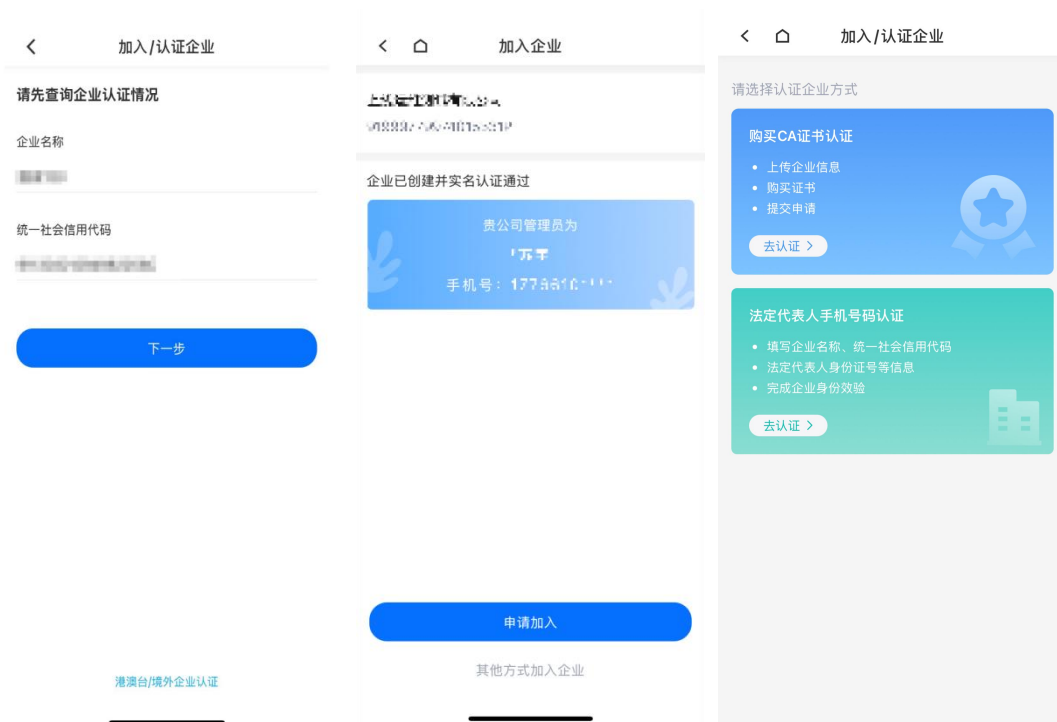 加入/认证企业
请先查询企业认证情况
企业名称
统一社会信用代码
下一步
港澳台/境外企业认证
加入企业
企业已创建并实名认证通过
贵公司管理员为
手机号：
申请加入
其他方式加入企业
加入/认证企业
请选择认证企业方式
购买CA证书认证
• 上传企业信息
• 购买证书
• 提交申请
去认证 >
法定代表人手机号码认证
• 填写企业名称、统一社会信用代码
• 法定代表人身份证号等信息
• 完成企业身份效验
去认证 >